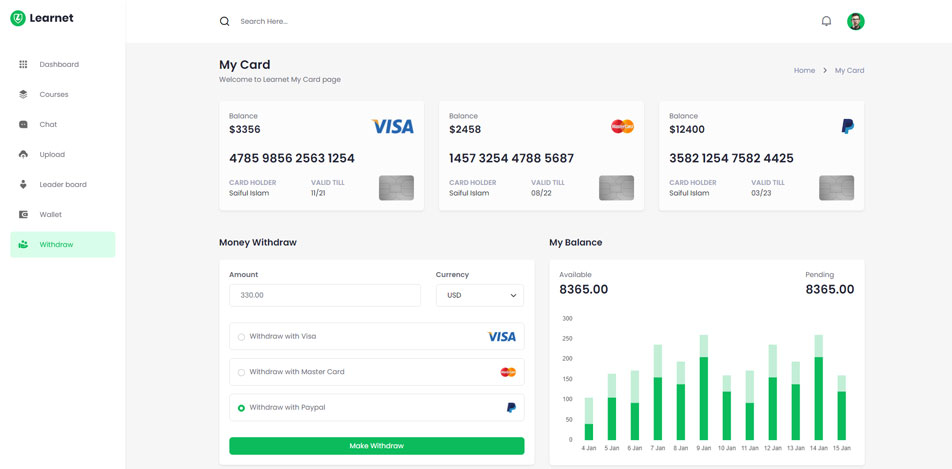 Learnet
Search Here...
Dashboard
Courses
Chat
Upload
Leader board
Wallet
Withdraw
My Card
Welcome to Learnet My Card page
Home > My Card
Balance
$3356
VISA
4785 9856 2563 1254
CARD HOLDER VALID TILL
Saiful Islam 11/21
Balance
$2458
MasterCard
1457 3254 4788 5687
CARD HOLDER VALID TILL
Saiful Islam 08/22
Balance
$12400
3582 1254 7582 4425
CARD HOLDER VALID TILL
Saiful Islam 03/23
Money Withdraw
Amount Currency
330.00 USD
Withdraw with Visa VISA
Withdraw with Master Card MasterCard
Withdraw with Paypal
Make Withdraw
My Balance
Available Pending
8365.00 8365.00
300
250
200
150
100
50
0
4 Jan 5 Jan 6 Jan 7 Jan 8 Jan 9 Jan 10 Jan 11 Jan 12 Jan 13 Jan 14 Jan 15 Jan